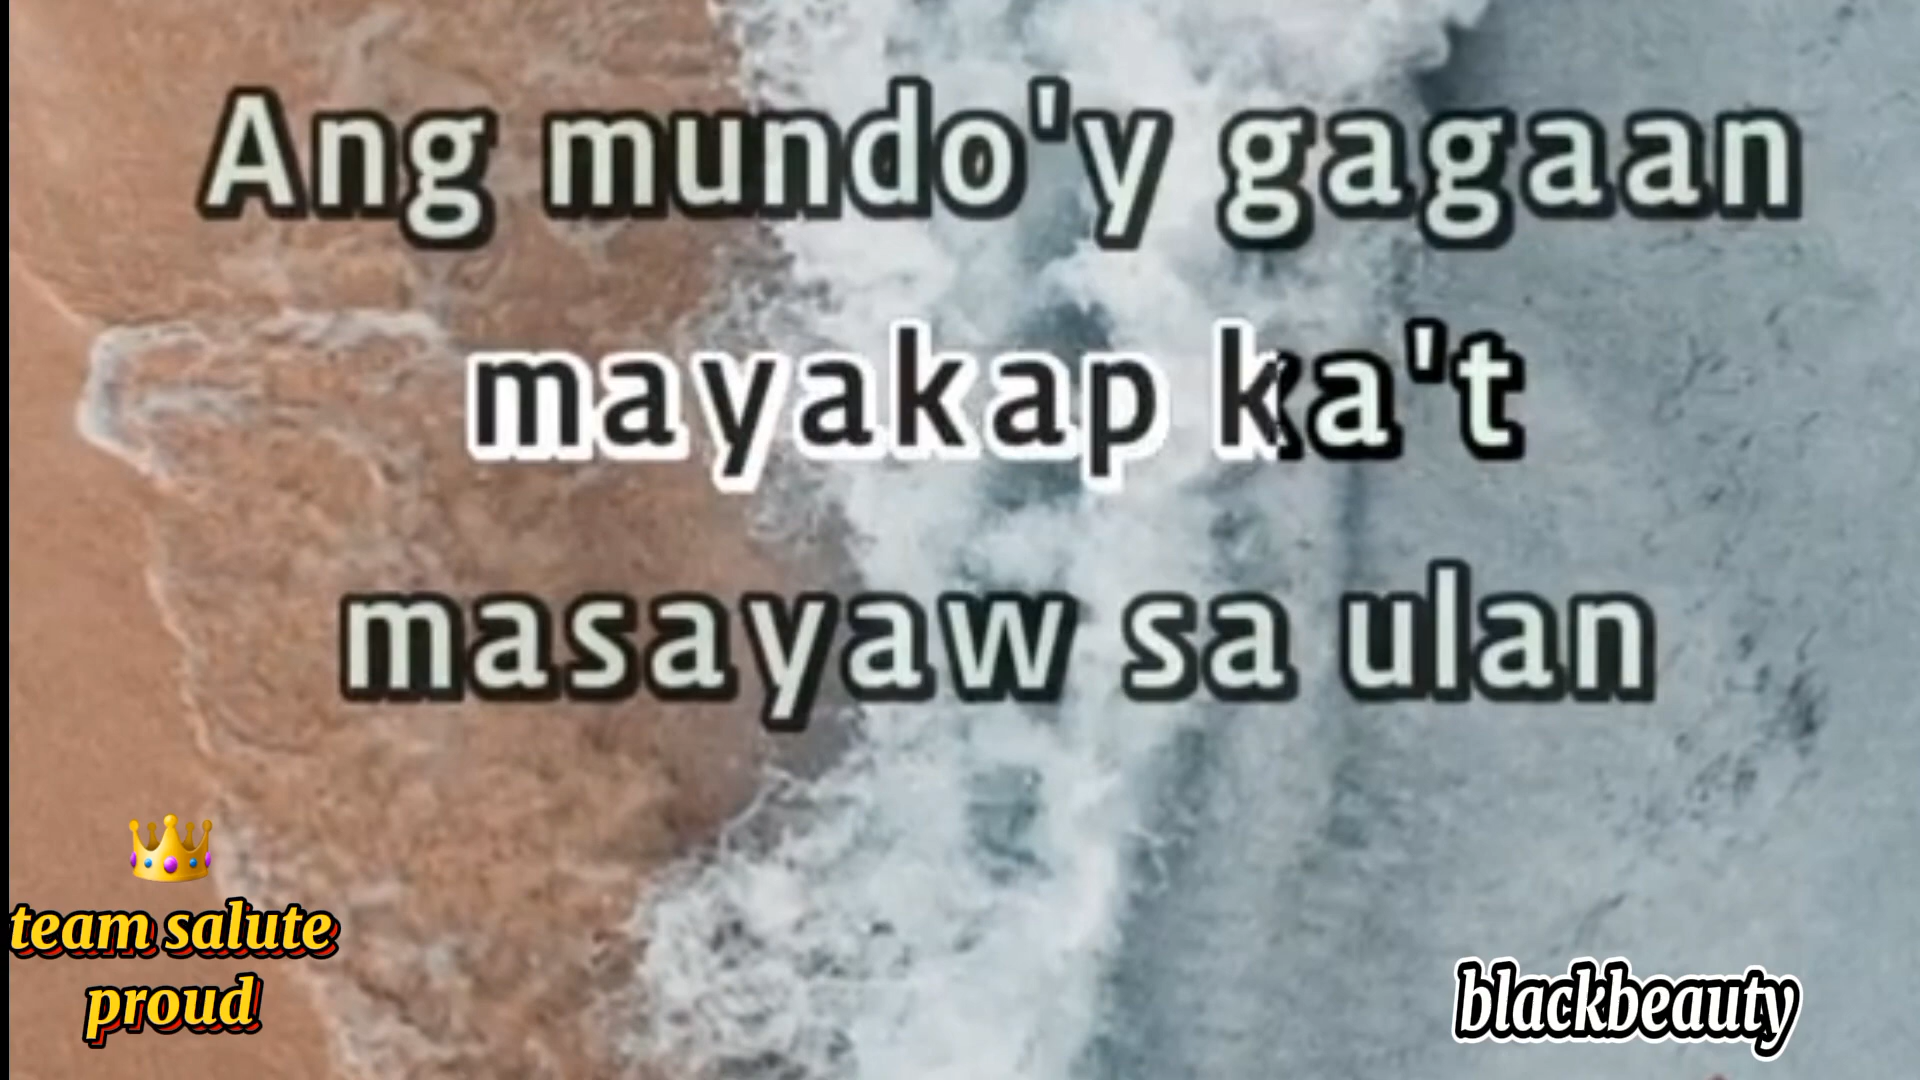 Ang mundo'y gagaan
mayakap ka't
masayaw sa ulan
team salute
proud
blackbeauty